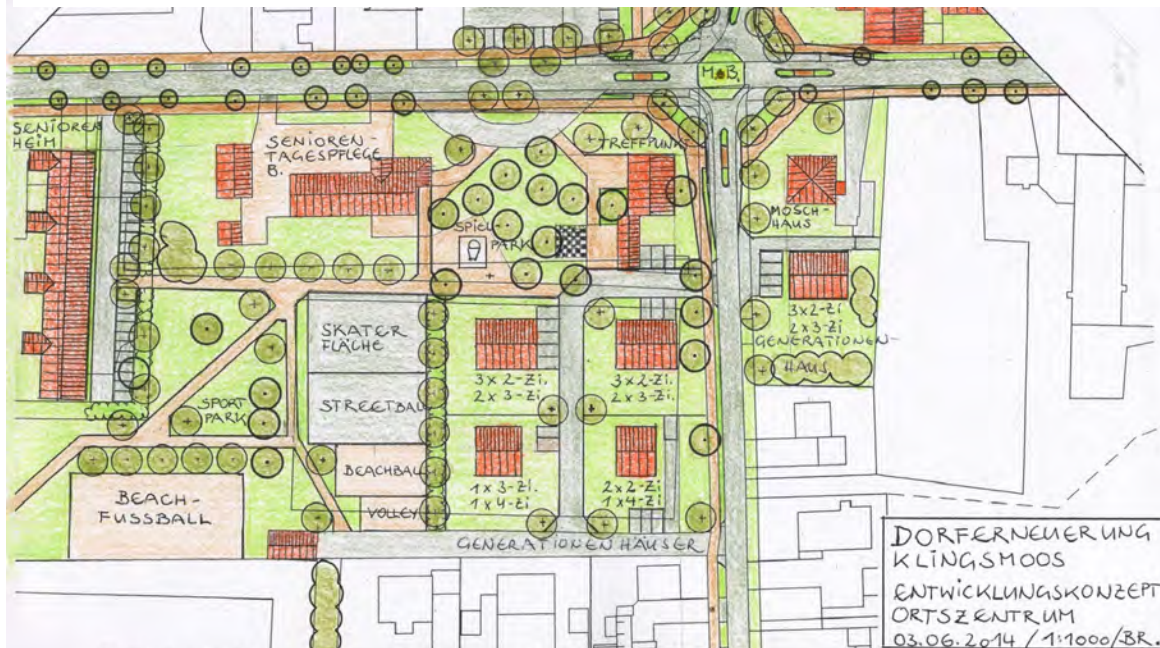 M.B.
SENIOREN
HEIM
SENIOREN-
TAGESPFLEGE
B.
TREFFPUNKT
SPIEL-
PARK
MOSCH-
HAUS
3x2-Zi
2x3-Zi
GENERATIONEN-
HAUS
SKATER
FLÄCHE
STREETBALL
SPORT
PARK
3x2-Zi.
2x3-Zi.
3x2-Zi.
2x3-Zi.
BEACHBALL
VOLLEY
1x3-Zi.
1x4-Zi
2x2-Zi
1x4-Zi
BEACH-
FUSSBALL
GENERATIONENHÄUSER
DORFERNEUERUNG
KLINGSMOOS
ENTWICKLUNGSKONZEPT
ORTSZENTRUM
03.06.2014 / 1:1000/BR.